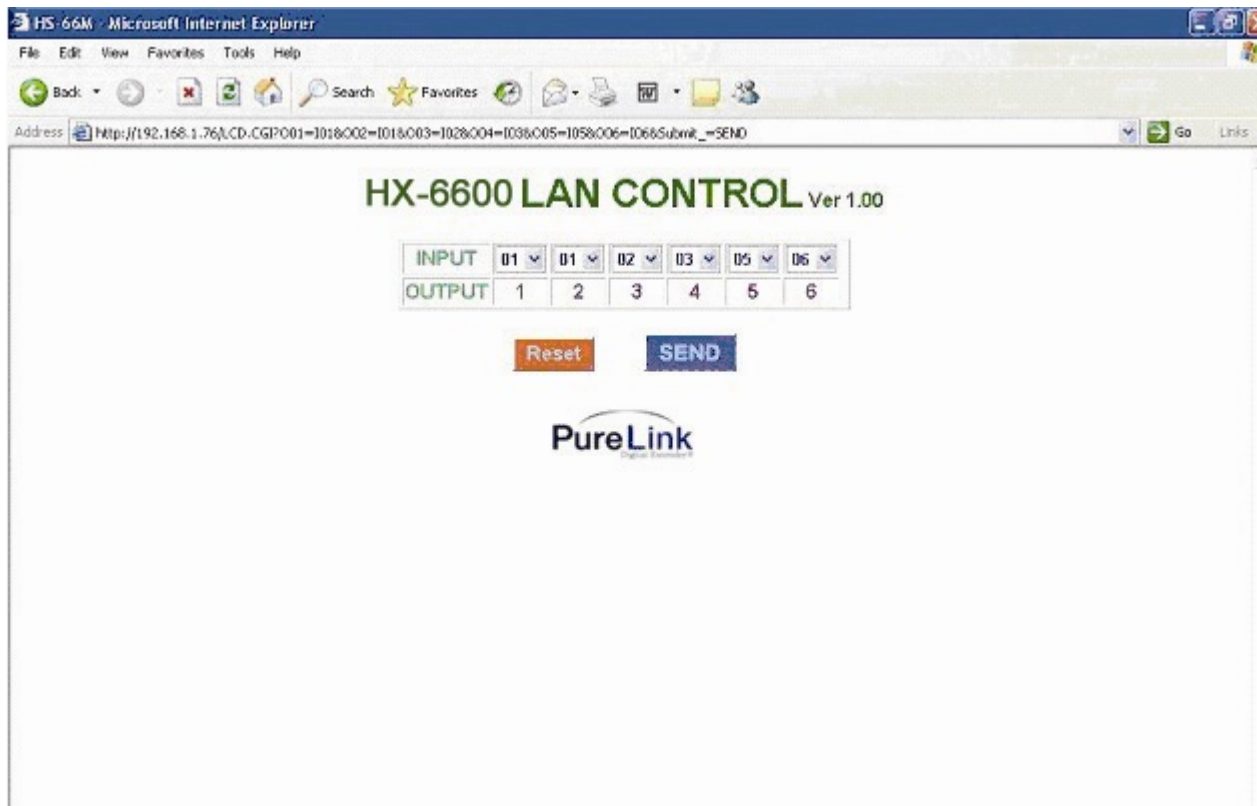 HS-66M - Microsoft Internet Explorer
File Edit View Favorites Tools Help
Back Search Favorites
Address http://192.168.1.76/LCD.CGI?O01=I01&O02=I01&O03=I02&O04=I03&O05=I05&O06=I06&Submit_=SEND Go Links
HX-6600 LAN CONTROL Ver 1.00
INPUT 01 01 02 03 05 06
OUTPUT 1 2 3 4 5 6
Reset SEND
PureLink